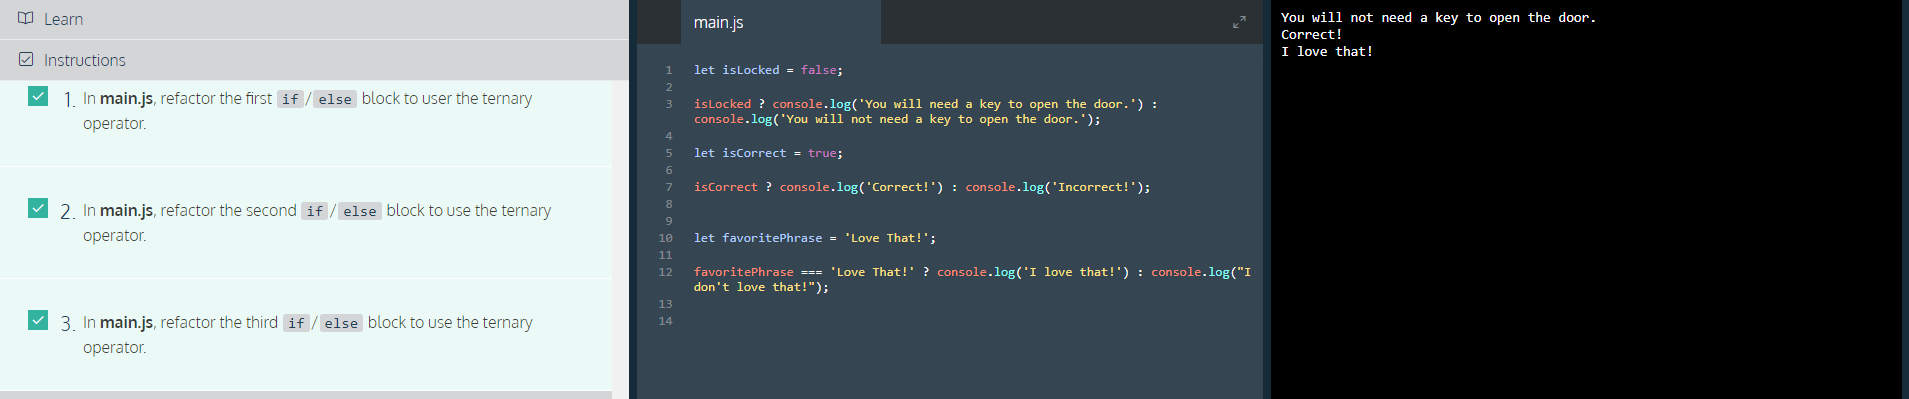 Learn
Instructions
1. In main.js, refactor the first if / else block to user the ternary
operator.
2. In main.js, refactor the second if / else block to use the ternary
operator.
3. In main.js, refactor the third if / else block to use the ternary
operator.
main.js
1 let isLocked = false;
2
3 isLocked ? console.log('You will need a key to open the door.') :
console.log('You will not need a key to open the door.');
4
5 let isCorrect = true;
6
7 isCorrect ? console.log('Correct!') : console.log('Incorrect!');
8
9
10 let favoritePhrase = 'Love That!';
11
12 favoritePhrase === 'Love That!' ? console.log('I love that!') : console.log("I
don't love that!");
13
14
You will not need a key to open the door.
Correct!
I love that!